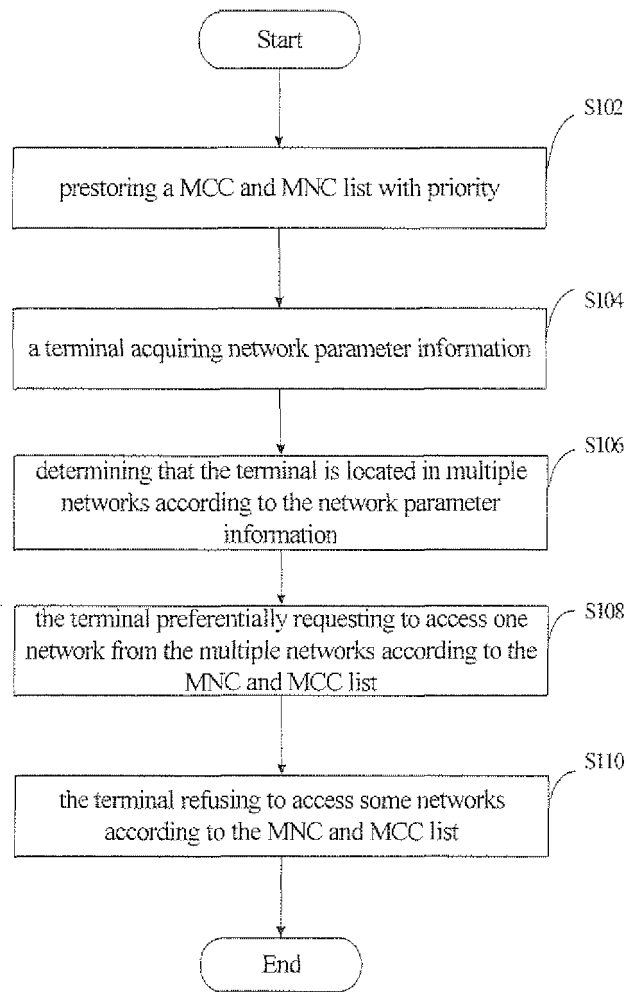 Start
S102
prestoring a MCC and MNC list with priority
S104
a terminal acquiring network parameter information
S106
determining that the terminal is located in multiple
networks according to the network parameter
information
S108
the terminal preferentially requesting to access one
network from the multiple networks according to the
MNC and MCC list
S110
the terminal refusing to access some networks
according to the MNC and MCC list
End